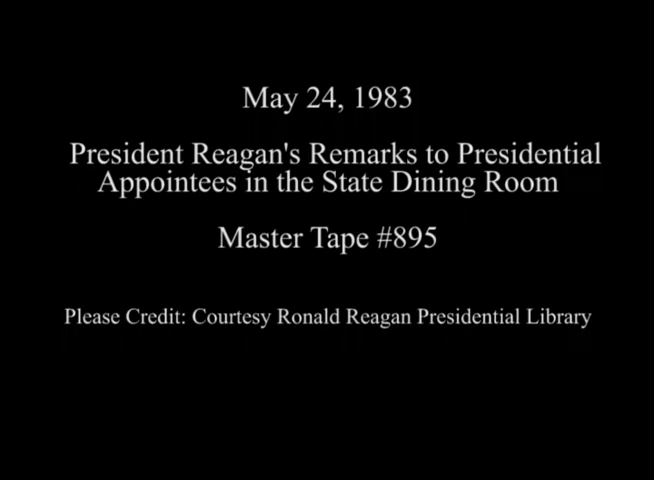 May 24, 1983
President Reagan's Remarks to Presidential
Appointees in the State Dining Room
Master Tape #895
Please Credit: Courtesy Ronald Reagan Presidential Library